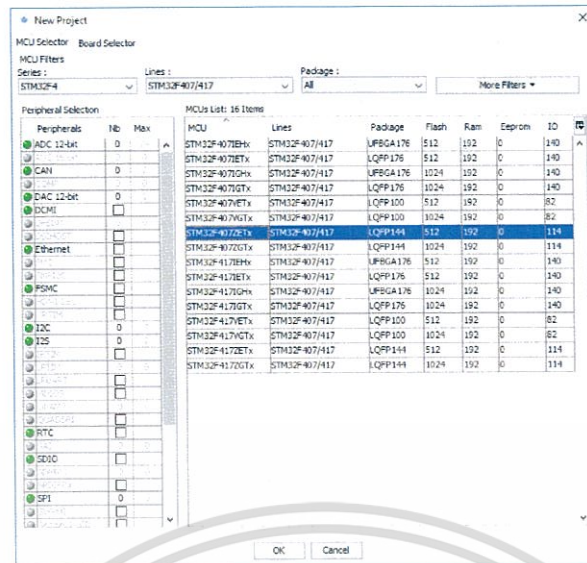 New Project
MCU Selector Board Selector
MCU Filters
Series : Lines : Package :
STM32F4 STM32F407/417 All More Filters
Peripheral Selection MCUs List: 16 Items
Peripherals Nb Max
MCU Lines Package Flash Ram Eeprom IO
ADC 12-bit 0
CAN 0
DAC 12-bit 0
DCMI
Ethernet
FSMC
I2C 0
I2S 0
RTC
SDIO
SPI 0
STM32F407IEHx STM32F407/417 UFBGA176 512 192 0 140
STM32F407IETx STM32F407/417 LQFP176 512 192 0 140
STM32F407IGHx STM32F407/417 UFBGA176 1024 192 0 140
STM32F407IGTx STM32F407/417 LQFP176 1024 192 0 140
STM32F407VETx STM32F407/417 LQFP100 512 192 0 82
STM32F407VGTx STM32F407/417 LQFP100 1024 192 0 82
STM32F407ZETx STM32F407/417 LQFP144 512 192 0 114
STM32F407ZGTx STM32F407/417 LQFP144 1024 192 0 114
STM32F417IEHx STM32F407/417 UFBGA176 512 192 0 140
STM32F417IETx STM32F407/417 LQFP176 512 192 0 140
STM32F417IGHx STM32F407/417 UFBGA176 1024 192 0 140
STM32F417IGTx STM32F407/417 LQFP176 1024 192 0 140
STM32F417VETx STM32F407/417 LQFP100 512 192 0 82
STM32F417VGTx STM32F407/417 LQFP100 1024 192 0 82
STM32F417ZETx STM32F407/417 LQFP144 512 192 0 114
STM32F417ZGTx STM32F407/417 LQFP144 1024 192 0 114
OK Cancel